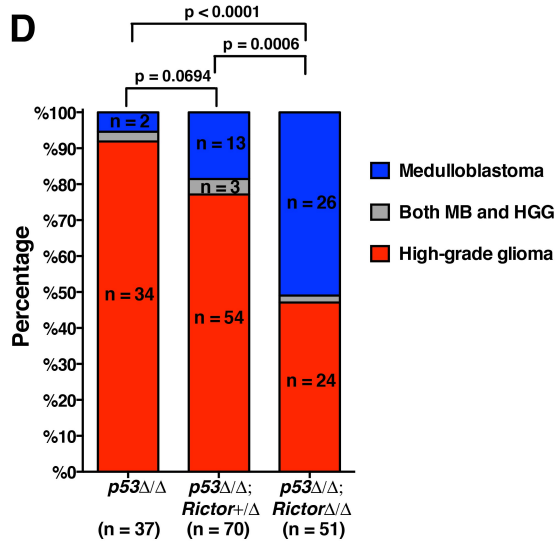 D
p < 0.0001
p = 0.0006
p = 0.0694
Percentage
%100
%90
%80
%70
%60
%50
%40
%30
%20
%10
%0
n = 2
n = 34
n = 13
n = 3
n = 54
n = 26
n = 24
Medulloblastoma
Both MB and HGG
High-grade glioma
p53Δ/Δ
(n = 37)
p53Δ/Δ;
Rictor+/Δ
(n = 70)
p53Δ/Δ;
RictorΔ/Δ
(n = 51)